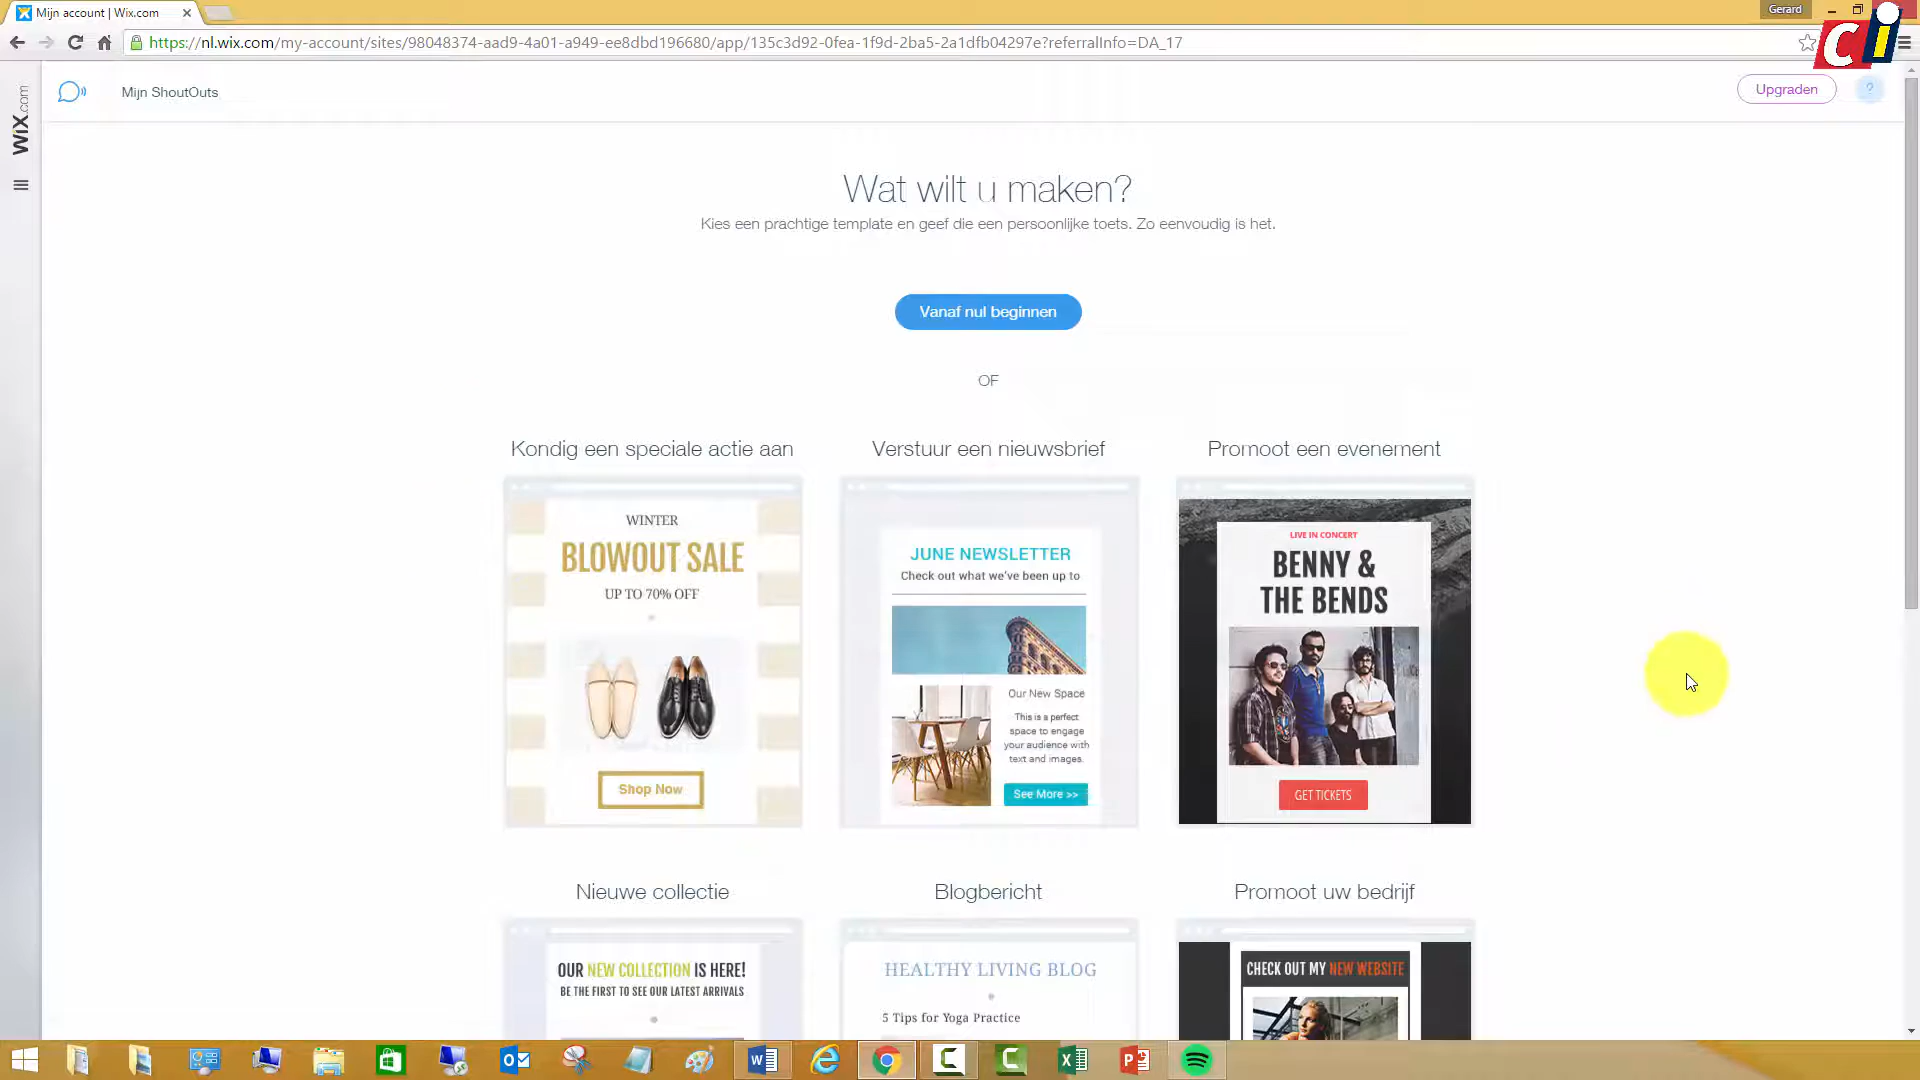 Mijn account | Wix.com
Gerard
https://nl.wix.com/my-account/sites/98048374-aad9-4a01-a949-ee8dbd196680/app/135c3d92-0fea-1f9d-2ba5-2a1dfb04297e?referralInfo=DA_17
Ci
WiX.com
Mijn ShoutOuts
Upgraden
?
Wat wilt u maken?
Kies een prachtige template en geef die een persoonlijke toets. Zo eenvoudig is het.
Vanaf nul beginnen
OF
Kondig een speciale actie aan
WINTER
BLOWOUT SALE
UP TO 70% OFF
Shop Now
Verstuur een nieuwsbrief
JUNE NEWSLETTER
Check out what we've been up to
Our New Space
This is a perfect
space to engage
your audience with
text and images.
See More >>
Promoot een evenement
LIVE IN CONCERT
BENNY &
THE BENDS
GET TICKETS
Nieuwe collectie
OUR NEW COLLECTION IS HERE!
BE THE FIRST TO SEE OUR LATEST ARRIVALS
Blogbericht
HEALTHY LIVING BLOG
5 Tips for Yoga Practice
Promoot uw bedrijf
CHECK OUT MY NEW WEBSITE